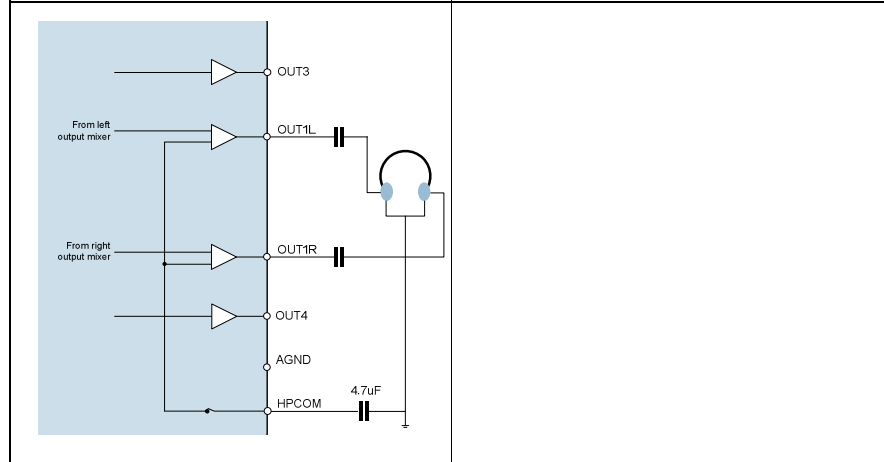 OUT3
From left
output mixer
OUT1L
From right
output mixer
OUT1R
OUT4
AGND
4.7uF
HPCOM